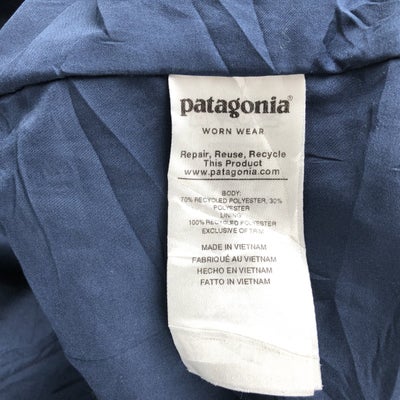 patagonia®
WORN WEAR
Repair, Reuse, Recycle
This Product
www.patagonia.com
BODY:
70% RECYCLED POLYESTER, 30%
POLYESTER
LINING:
100% RECYCLED POLYESTER
EXCLUSIVE OF TRIM
MADE IN VIETNAM
FABRIQUÉ AU VIETNAM
HECHO EN VIETNAM
FATTO IN VIETNAM